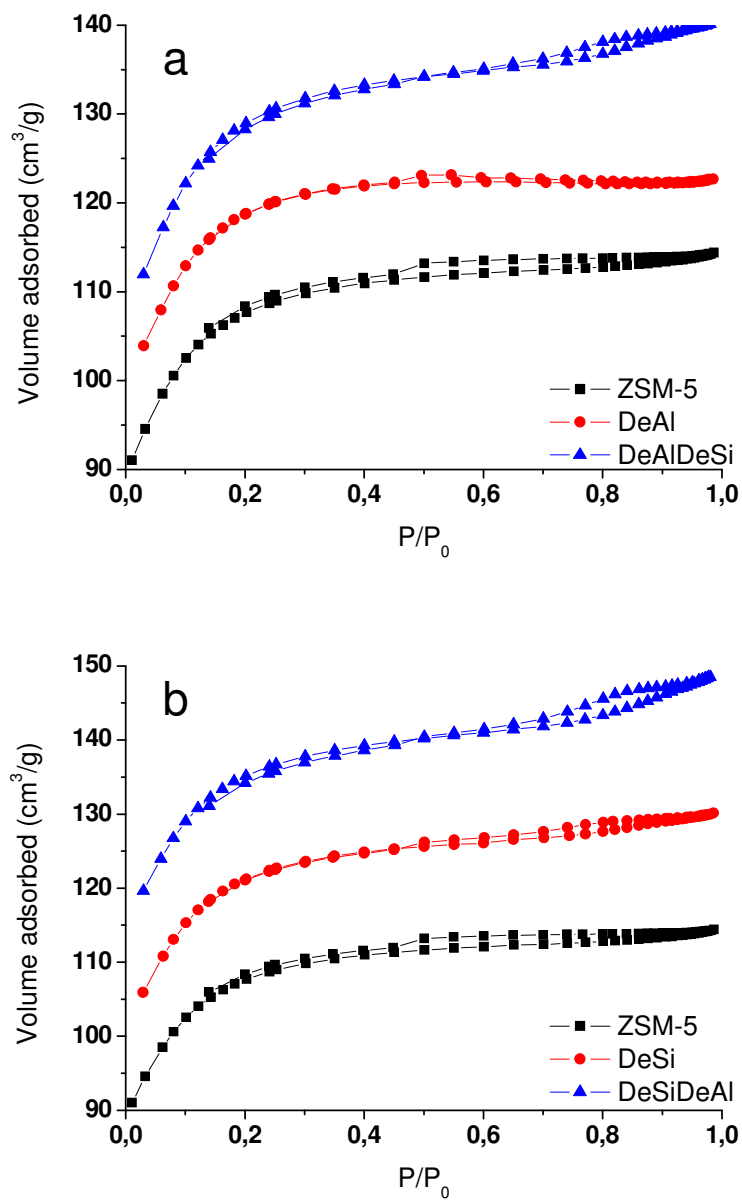 a
140
130
120
110
100
90
Volume adsorbed (cm³/g)
ZSM-5
DeAl
DeAlDeSi
0,0 0,2 0,4 0,6 0,8 1,0
P/P₀
b
150
140
130
120
110
100
90
Volume adsorbed (cm³/g)
ZSM-5
DeSi
DeSiDeAl
0,0 0,2 0,4 0,6 0,8 1,0
P/P₀